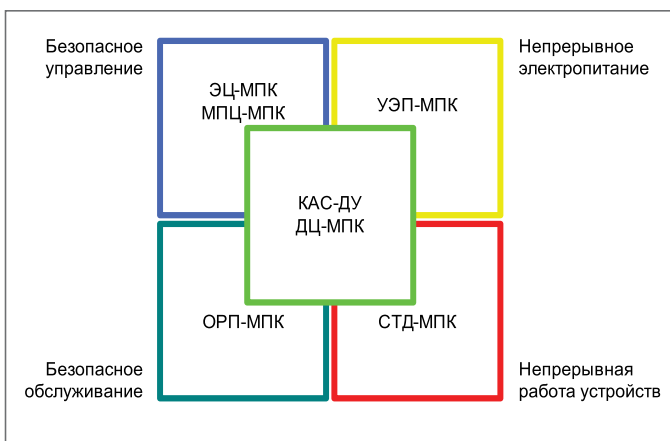 Безопасное
управление
Непрерывное
электропитание
ЭЦ-МПК
МПЦ-МПК
УЭП-МПК
КАС-ДУ
ДЦ-МПК
ОРП-МПК
СТД-МПК
Безопасное
обслуживание
Непрерывная
работа устройств